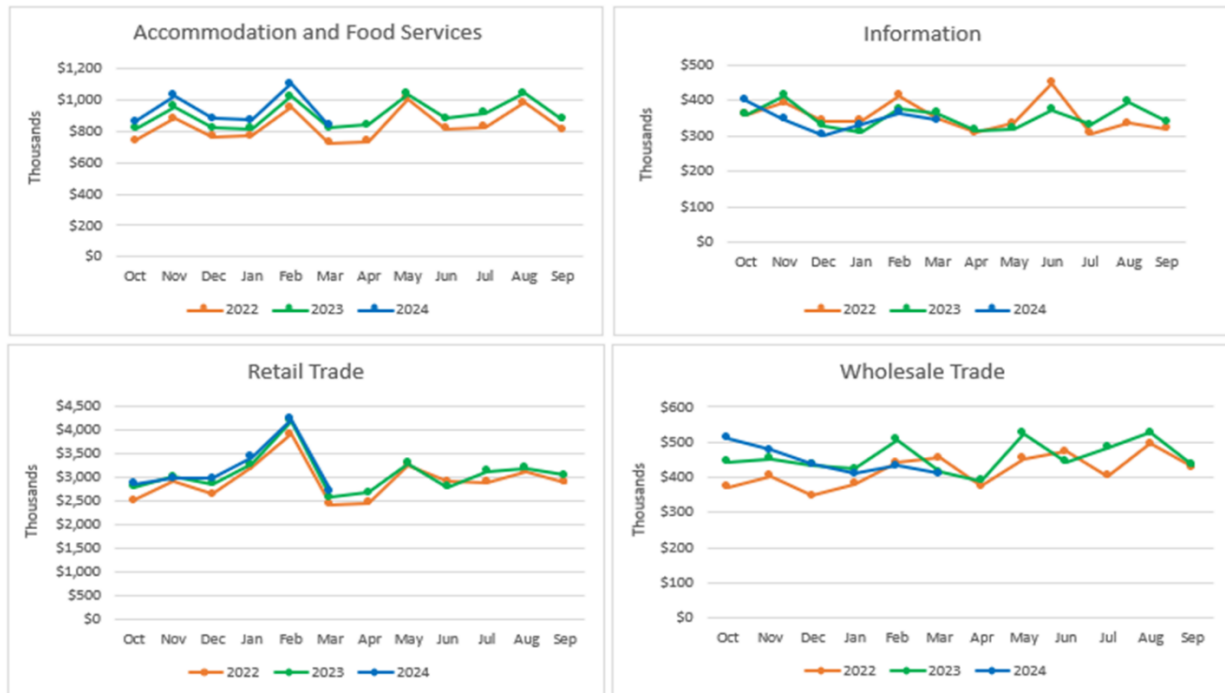 Accommodation and Food Services
Thousands
$1,200
$1,000
$800
$600
$400
$200
$0
Oct Nov Dec Jan Feb Mar Apr May Jun Jul Aug Sep
2022 2023 2024
Information
Thousands
$500
$400
$300
$200
$100
$0
Oct Nov Dec Jan Feb Mar Apr May Jun Jul Aug Sep
2022 2023 2024
Retail Trade
Thousands
$4,500
$4,000
$3,500
$3,000
$2,500
$2,000
$1,500
$1,000
$500
$0
Oct Nov Dec Jan Feb Mar Apr May Jun Jul Aug Sep
2022 2023 2024
Wholesale Trade
Thousands
$600
$500
$400
$300
$200
$100
$0
Oct Nov Dec Jan Feb Mar Apr May Jun Jul Aug Sep
2022 2023 2024